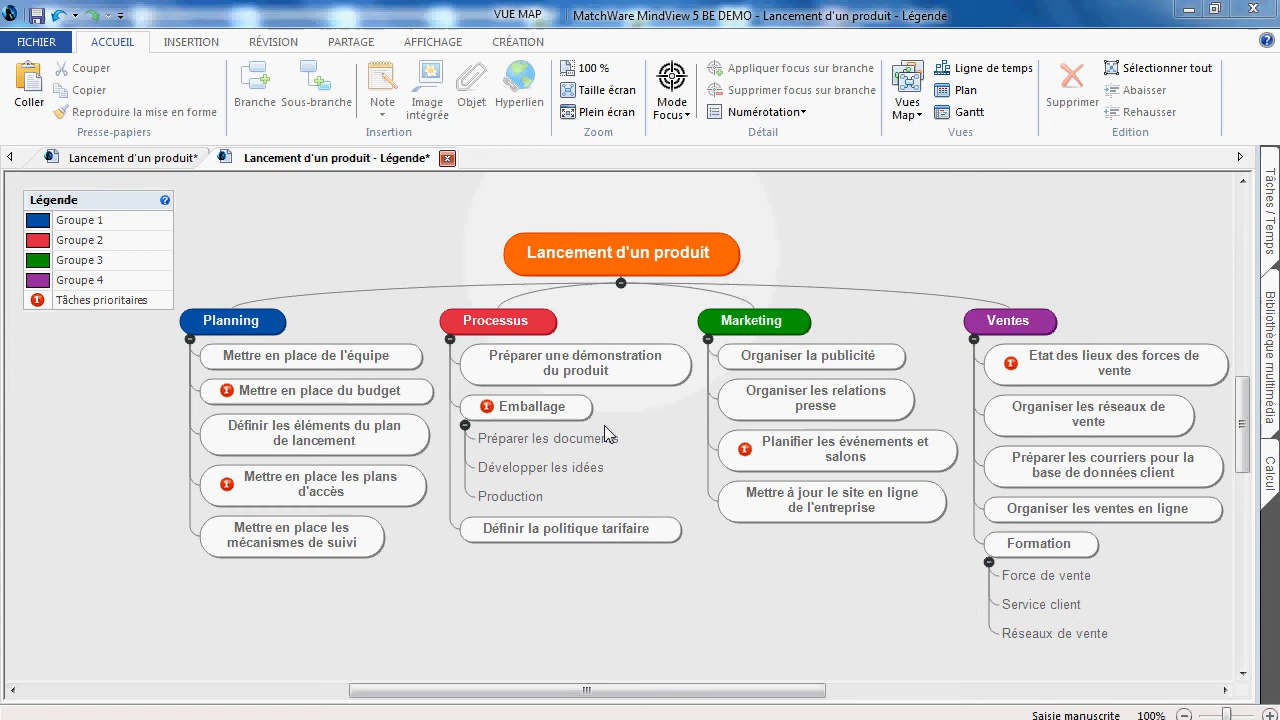 VUE MAP
MatchWare MindView 5 BE DEMO - Lancement d'un produit - Légende
FICHIER
ACCUEIL
INSERTION
RÉVISION
PARTAGE
AFFICHAGE
CRÉATION
Coller
Couper
Copier
Reproduire la mise en forme
Presse-papiers
Branche
Sous-branche
Note
Image
intégrée
Objet
Hyperlien
Insertion
100 %
Taille écran
Plein écran
Zoom
Mode
Focus
Appliquer focus sur branche
Supprimer focus sur branche
Numérotation
Détail
Vues
Map
Ligne de temps
Plan
Gantt
Vues
Supprimer
Sélectionner tout
Abaisser
Rehausser
Edition
Lancement d'un produit*
Lancement d'un produit - Légende*
Légende
Groupe 1
Groupe 2
Groupe 3
Groupe 4
Tâches prioritaires
Lancement d'un produit
Planning
Mettre en place de l'équipe
Mettre en place du budget
Définir les éléments du plan
de lancement
Mettre en place les plans
d'accès
Mettre en place les
mécanismes de suivi
Processus
Préparer une démonstration
du produit
Emballage
Préparer les documents
Développer les idées
Production
Définir la politique tarifaire
Marketing
Organiser la publicité
Organiser les relations
presse
Planifier les événements et
salons
Mettre à jour le site en ligne
de l'entreprise
Ventes
Etat des lieux des forces de
vente
Organiser les réseaux de
vente
Préparer les courriers pour la
base de données client
Organiser les ventes en ligne
Formation
Force de vente
Service client
Réseaux de vente
Tâches / Temps
Bibliothèque multimédia
Calcul
Saisie manuscrite
100%